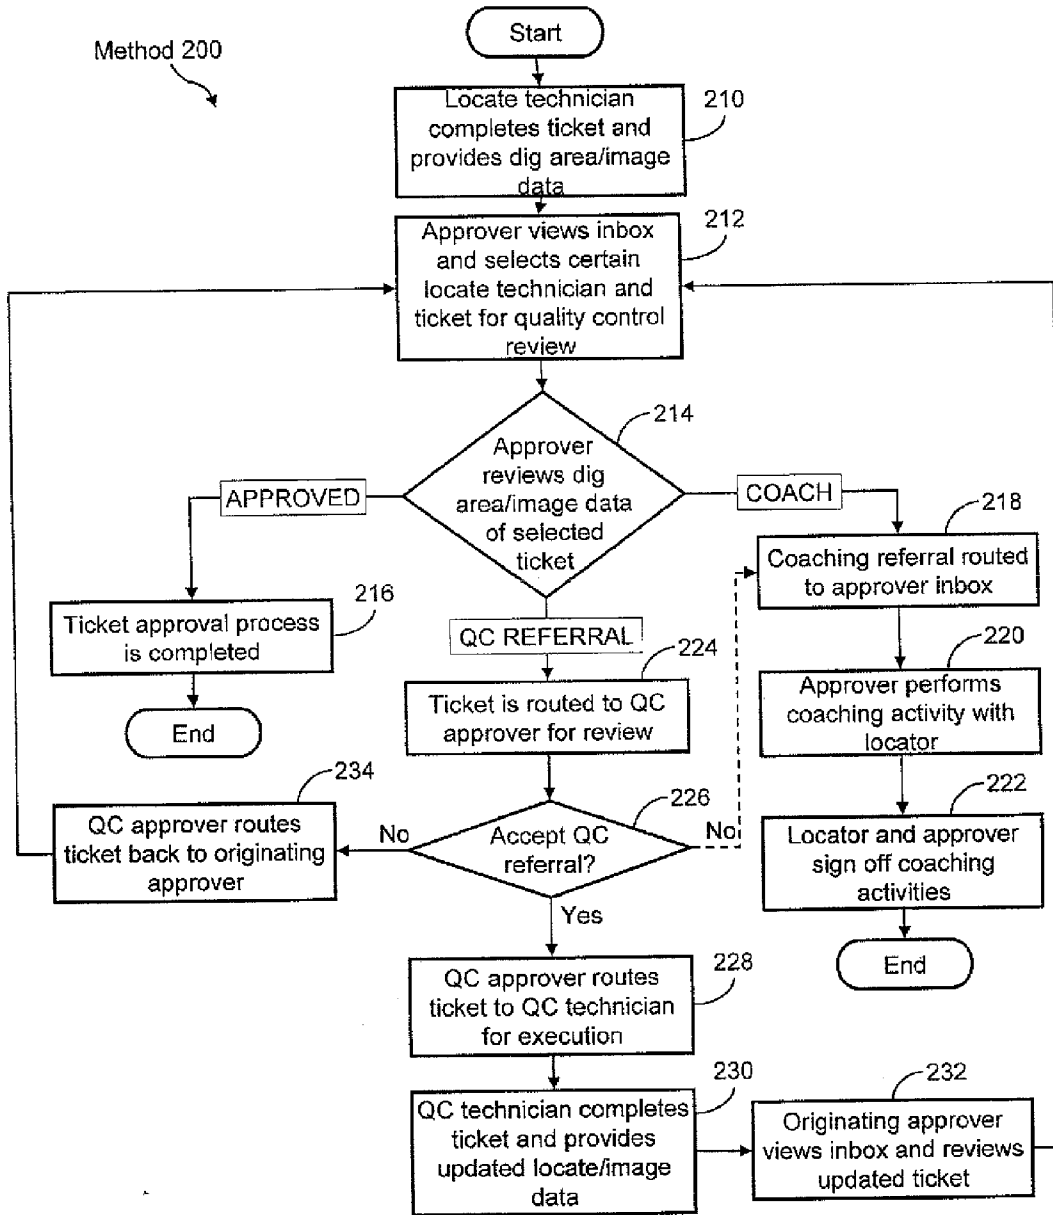 Start
Method 200
210
Locate technician
completes ticket and
provides dig area/image
data
212
Approver views inbox
and selects certain
locate technician and
ticket for quality control
review
214
Approver
reviews dig
area/image data
of selected
ticket
APPROVED
COACH
218
Coaching referral routed
to approver inbox
216
Ticket approval process
is completed
QC REFERRAL
224
Ticket is routed to QC
approver for review
220
Approver performs
coaching activity with
locator
End
234
QC approver routes
ticket back to originating
approver
No
226
Accept QC
referral?
No
222
Locator and approver
sign off coaching
activities
Yes
End
228
QC approver routes
ticket to QC technician
for execution
230
QC technician completes
ticket and provides
updated locate/image
data
232
Originating approver
views inbox and reviews
updated ticket